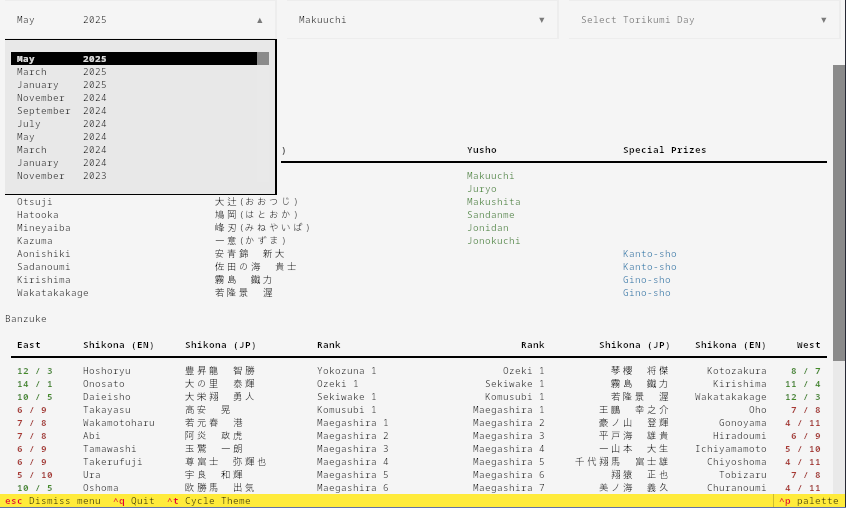 May 2025 ▲ Makuuchi ▼ Select Torikumi Day ▼
May 2025
March 2025
January 2025
November 2024
September 2024
July 2024
May 2024
March 2024
January 2024
November 2023
) Yusho Special Prizes
Makuuchi
Juryo
Otsuji 大辻(おおつじ) Makushita
Hatooka 鳩岡(はとおか) Sandanme
Mineyaiba 峰刃(みねやいば) Jonidan
Kazuma 一意(かずま) Jonokuchi
Aonishiki 安青錦 新大 Kanto-sho
Sadanoumi 佐田の海 貴士 Kanto-sho
Kirishima 霧島 鐵力 Gino-sho
Wakatakakage 若隆景 渥 Gino-sho
Banzuke
East Shikona (EN) Shikona (JP) Rank Rank Shikona (JP) Shikona (EN) West
12 / 3 Hoshoryu 豊昇龍 智勝 Yokozuna 1 Ozeki 1 琴櫻 将傑 Kotozakura 8 / 7
14 / 1 Onosato 大の里 泰輝 Ozeki 1 Sekiwake 1 霧島 鐵力 Kirishima 11 / 4
10 / 5 Daieisho 大栄翔 勇人 Sekiwake 1 Komusubi 1 若隆景 渥 Wakatakakage 12 / 3
6 / 9 Takayasu 高安 晃 Komusubi 1 Maegashira 1 王鵬 幸之介 Oho 7 / 8
7 / 8 Wakamotoharu 若元春 港 Maegashira 1 Maegashira 2 豪ノ山 登輝 Gonoyama 4 / 11
7 / 8 Abi 阿炎 政虎 Maegashira 2 Maegashira 3 平戸海 雄貴 Hiradoumi 6 / 9
6 / 9 Tamawashi 玉鷲 一朗 Maegashira 3 Maegashira 4 一山本 大生 Ichiyamamoto 5 / 10
6 / 9 Takerufuji 尊富士 弥輝也 Maegashira 4 Maegashira 5 千代翔馬 富士雄 Chiyoshoma 4 / 11
5 / 10 Ura 宇良 和輝 Maegashira 5 Maegashira 6 翔猿 正也 Tobizaru 7 / 8
10 / 5 Oshoma 欧勝馬 出気 Maegashira 6 Maegashira 7 美ノ海 義久 Churanoumi 4 / 11
esc Dismiss menu ^q Quit ^t Cycle Theme ^p palette